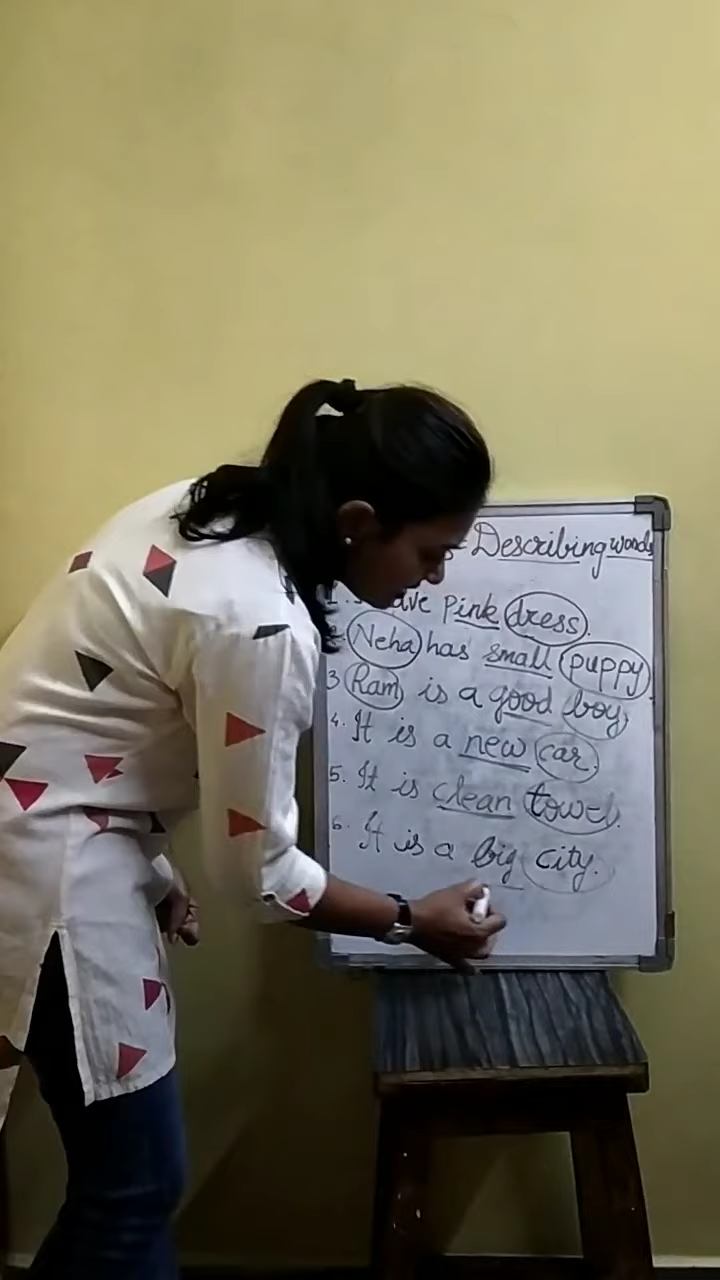 = Describing words
pink dress.
Neha has small puppy.
3 Ram is a good boy.
4. It is a new car.
5. It is clean towel.
6. It is a big city.